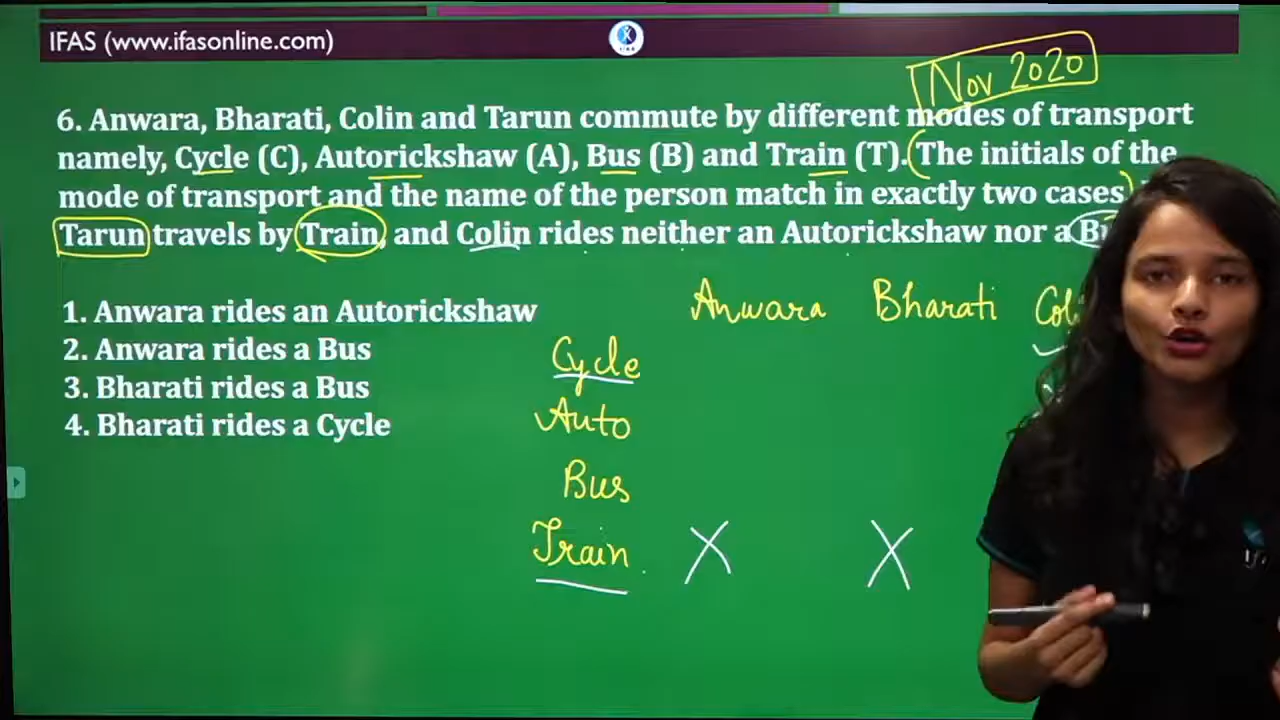 IFAS (www.ifasonline.com)
Nov 2020
6. Anwara, Bharati, Colin and Tarun commute by different modes of transport
namely, Cycle (C), Autorickshaw (A), Bus (B) and Train (T). The initials of the
mode of transport and the name of the person match in exactly two cases.
Tarun travels by Train, and Colin rides neither an Autorickshaw nor a
1. Anwara rides an Autorickshaw
2. Anwara rides a Bus
3. Bharati rides a Bus
4. Bharati rides a Cycle
Anwara Bharati
Cycle
Auto
Bus
Train X X